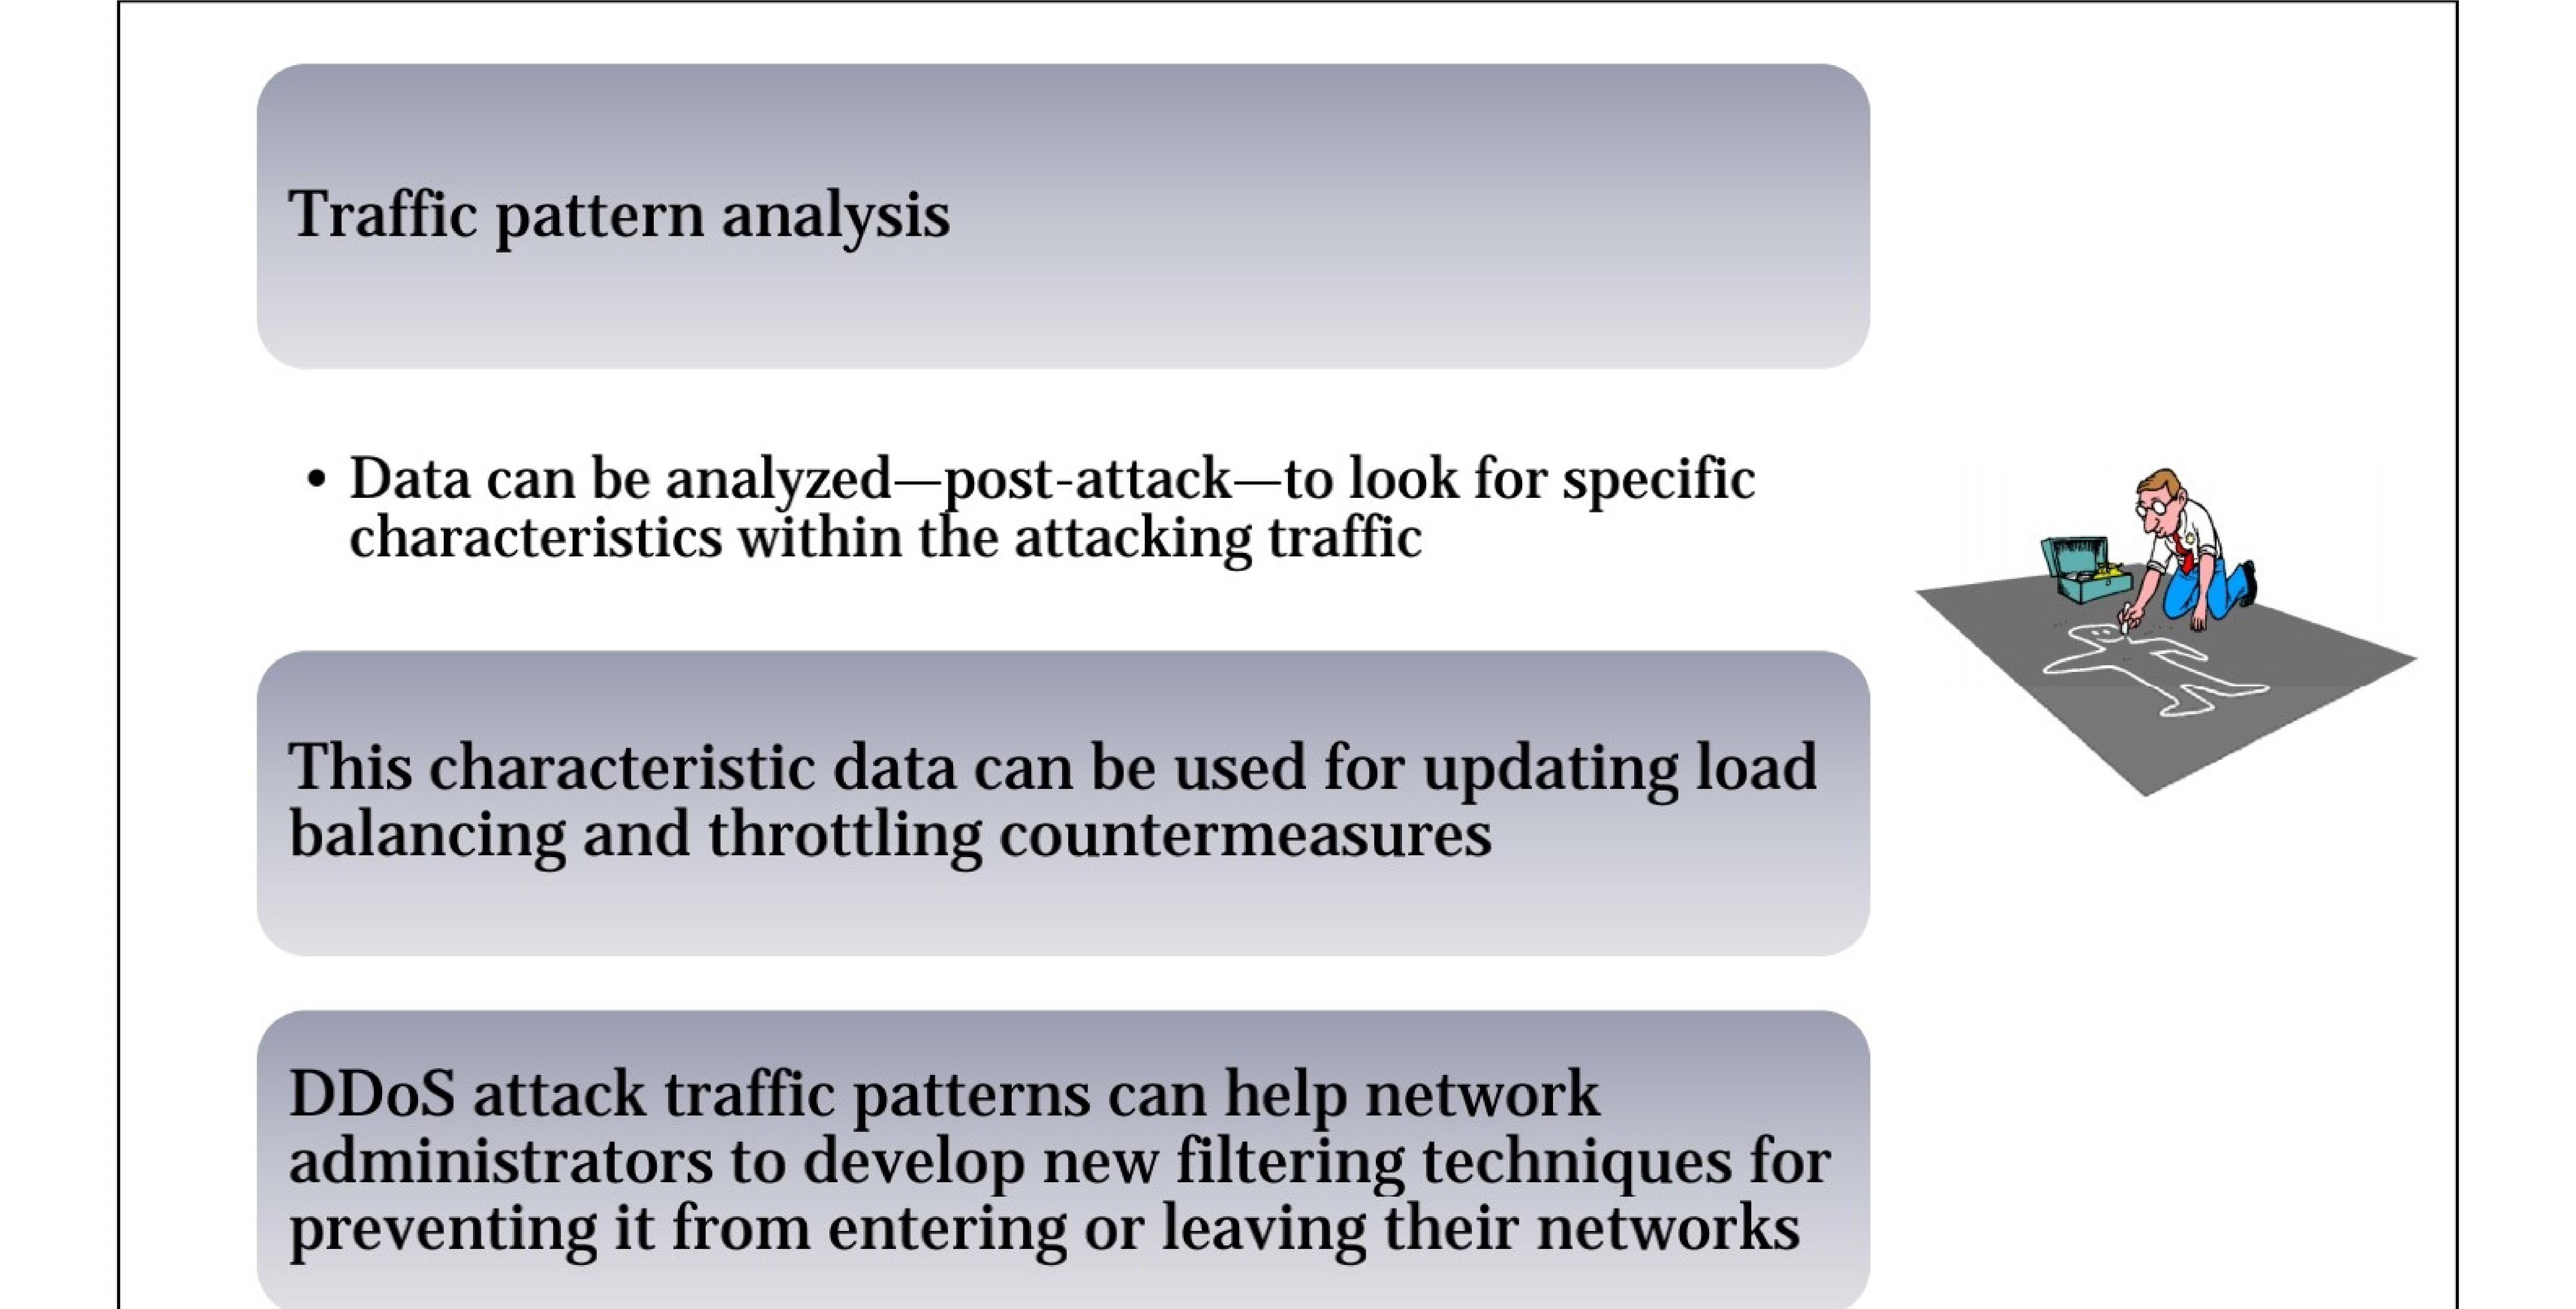 Traffic pattern analysis
• Data can be analyzed—post-attack—to look for specific
characteristics within the attacking traffic
This characteristic data can be used for updating load
balancing and throttling countermeasures
DDoS attack traffic patterns can help network
administrators to develop new filtering techniques for
preventing it from entering or leaving their networks